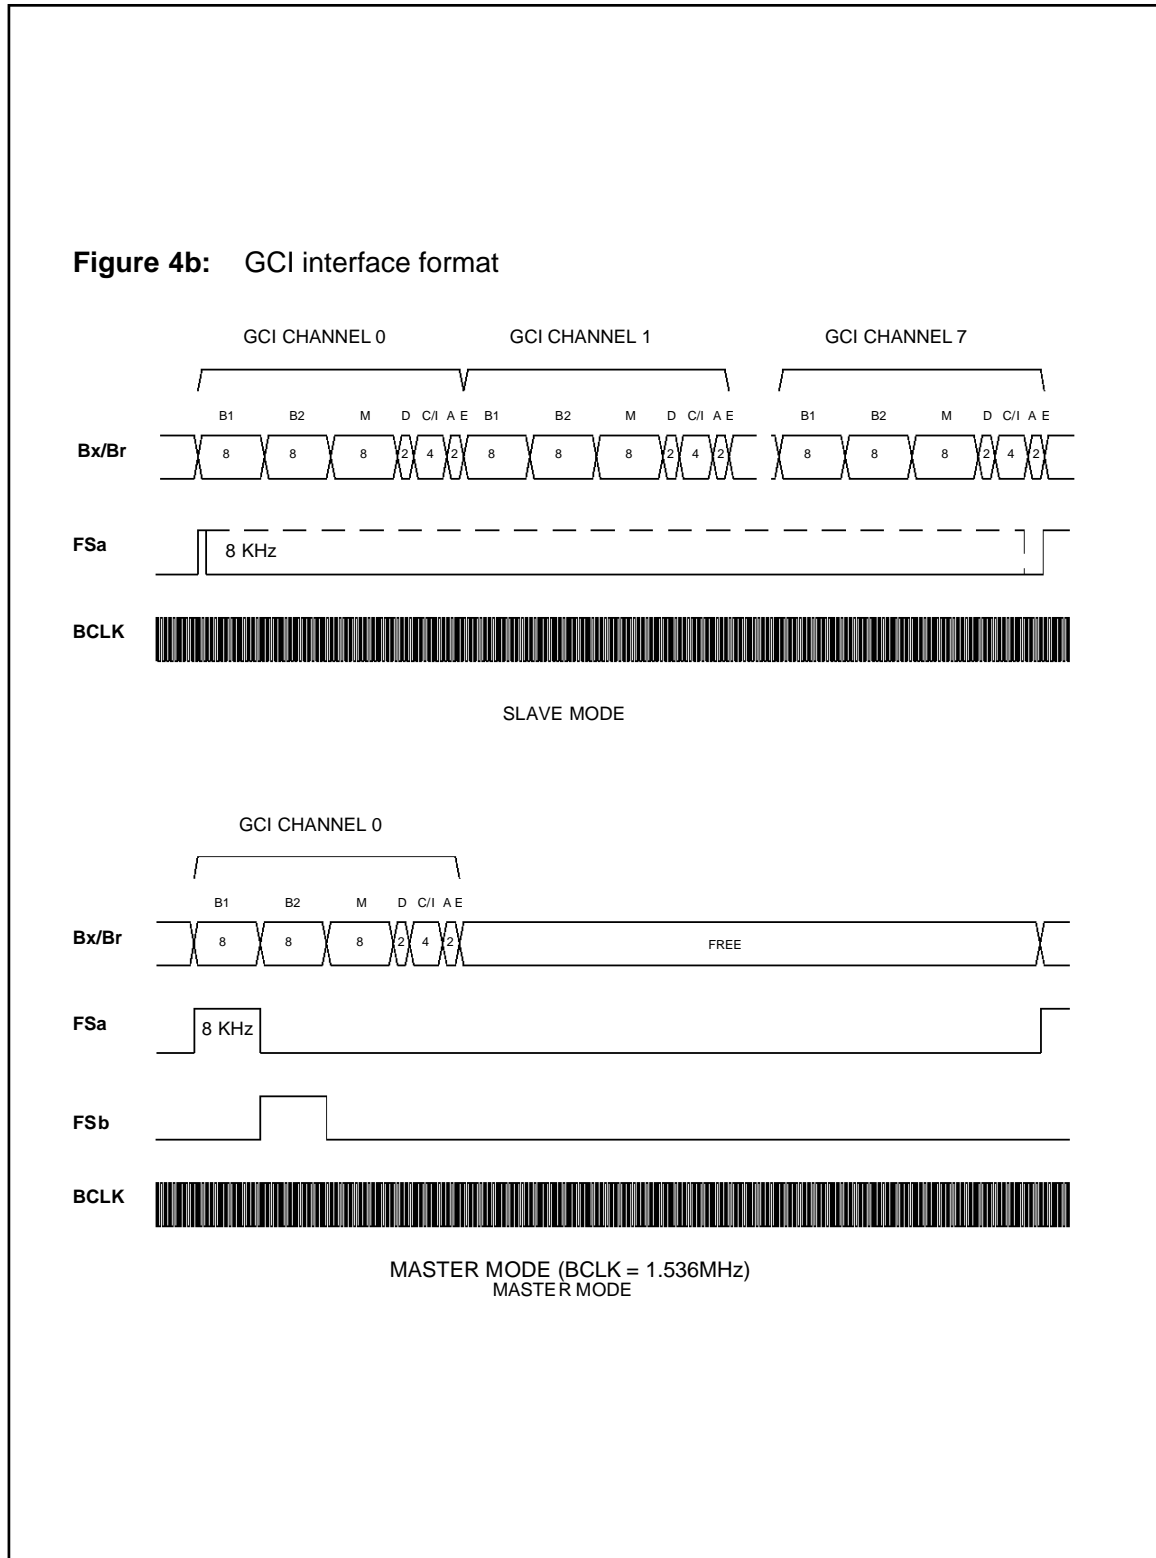 Figure 4b: GCI interface format
GCI CHANNEL 0 GCI CHANNEL 1 GCI CHANNEL 7
B1 B2 M D C/I A E B1 B2 M D C/I A E B1 B2 M D C/I A E
Bx/Br 8 8 8 2 4 2 8 8 8 2 4 2 8 8 8 2 4 2
FSa 8 KHz
BCLK
SLAVE MODE
GCI CHANNEL 0
B1 B2 M D C/I A E
Bx/Br 8 8 8 2 4 2 FREE
FSa 8 KHz
FSb
BCLK
MASTER MODE (BCLK = 1.536MHz)
MASTER MODE